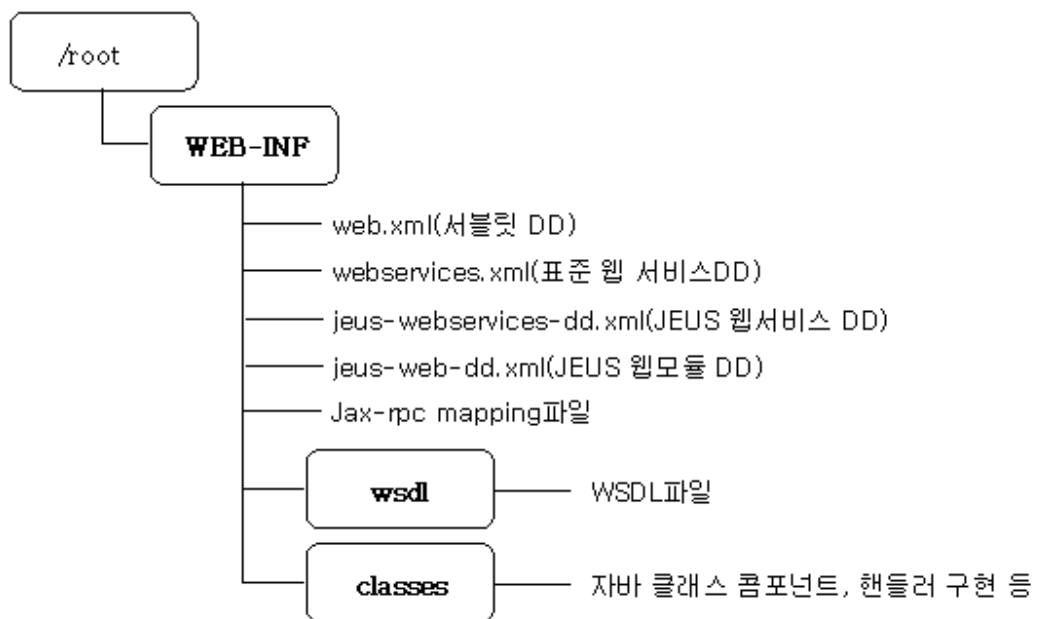 /root
WEB-INF
web.xml(서블릿 DD)
webservices.xml(표준 웹 서비스DD)
jeus-webservices-dd.xml(JEUS 웹서비스 DD)
jeus-web-dd.xml(JEUS 웹모듈 DD)
Jax-rpc mapping파일
wsdl WSDL파일
classes 자바 클래스 콤포넌트, 핸들러 구현 등